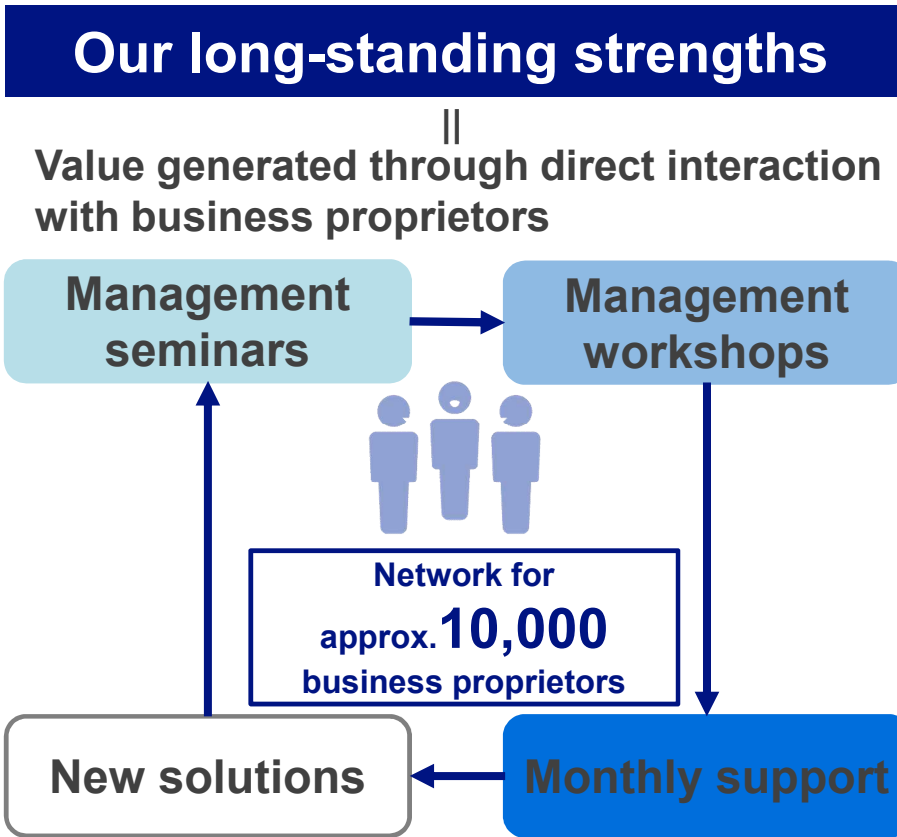 Our long-standing strengths
||
Value generated through direct interaction
with business proprietors
Management
seminars
Management
workshops
Network for
approx.10,000
business proprietors
New solutions
Monthly support